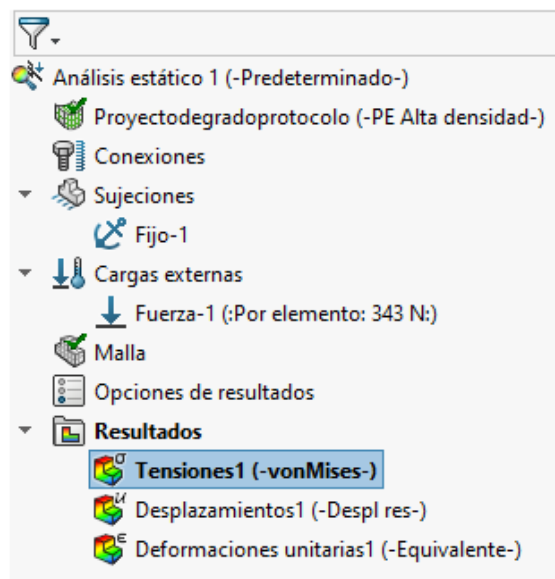 Análisis estático 1 (-Predeterminado-)
Proyectodegradoprotocolo (-PE Alta densidad-)
Conexiones
Sujeciones
Fijo-1
Cargas externas
Fuerza-1 (:Por elemento: 343 N:)
Malla
Opciones de resultados
Resultados
Tensiones1 (-vonMises-)
Desplazamientos1 (-Despl res-)
Deformaciones unitarias1 (-Equivalente-)